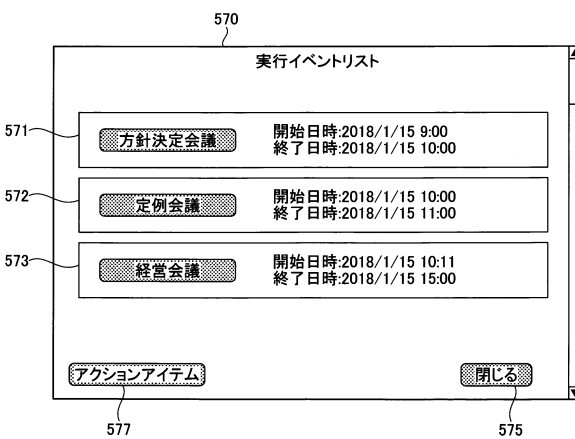 570
実行イベントリスト
571
方針決定会議
開始日時:2018/1/15 9:00
終了日時:2018/1/15 10:00
572
定例会議
開始日時:2018/1/15 10:00
終了日時:2018/1/15 11:00
573
経営会議
開始日時:2018/1/15 10:11
終了日時:2018/1/15 15:00
アクションアイテム
閉じる
577
575